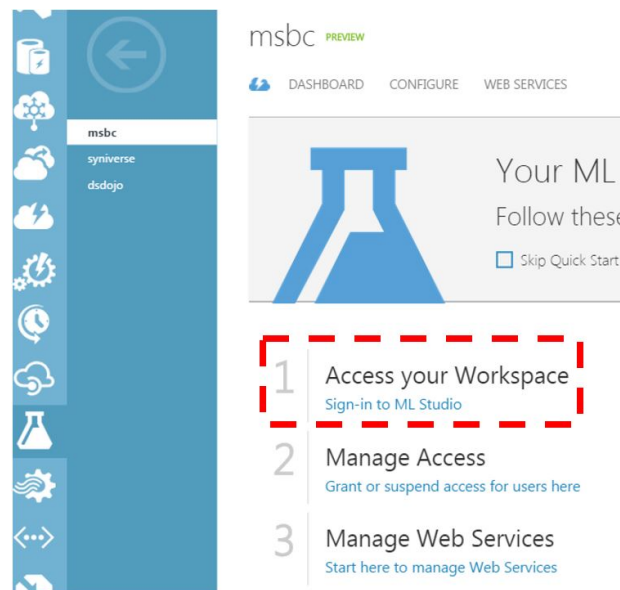 msbc PREVIEW
DASHBOARD CONFIGURE WEB SERVICES
msbc
syniverse
dsdojo
Your ML
Follow these
Skip Quick Start
1 Access your Workspace
Sign-in to ML Studio
2 Manage Access
Grant or suspend access for users here
3 Manage Web Services
Start here to manage Web Services